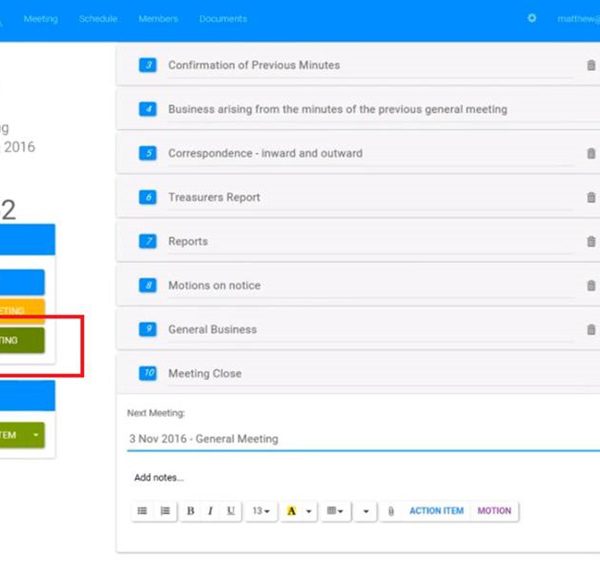 Meeting Schedule Members Documents matthew@
3 Confirmation of Previous Minutes
4 Business arising from the minutes of the previous general meeting
5 Correspondence - inward and outward
6 Treasurers Report
7 Reports
8 Motions on notice
9 General Business
10 Meeting Close
Next Meeting:
3 Nov 2016 - General Meeting
Add notes...
B I U 13 A ACTION ITEM MOTION
ng
2016
2
ETING
TING
TEM